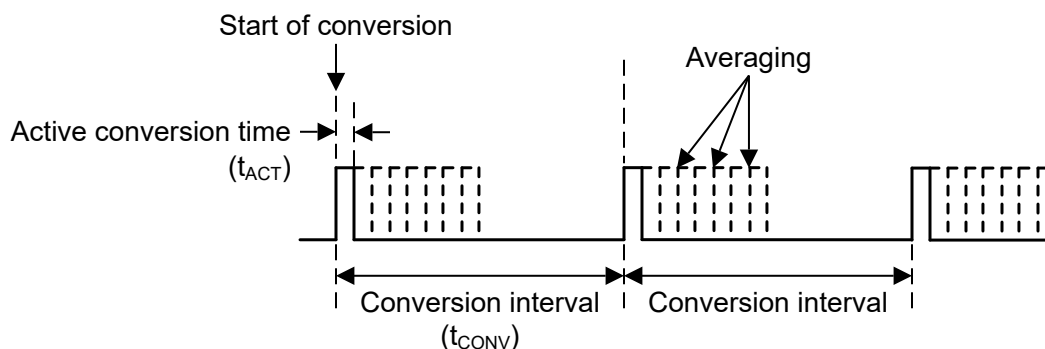 Start of conversion
Averaging
Active conversion time
(tACT)
Conversion interval
(tCONV)
Conversion interval